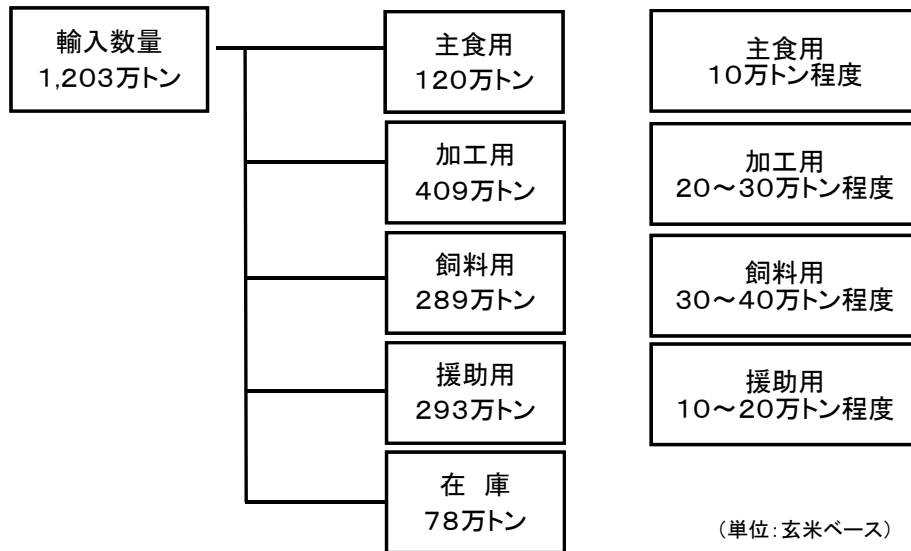 輸入数量
1,203万トン
主食用
120万トン
主食用
10万トン程度
加工用
409万トン
加工用
20~30万トン程度
飼料用
289万トン
飼料用
30~40万トン程度
援助用
293万トン
援助用
10~20万トン程度
在 庫
78万トン
(単位:玄米ベース)